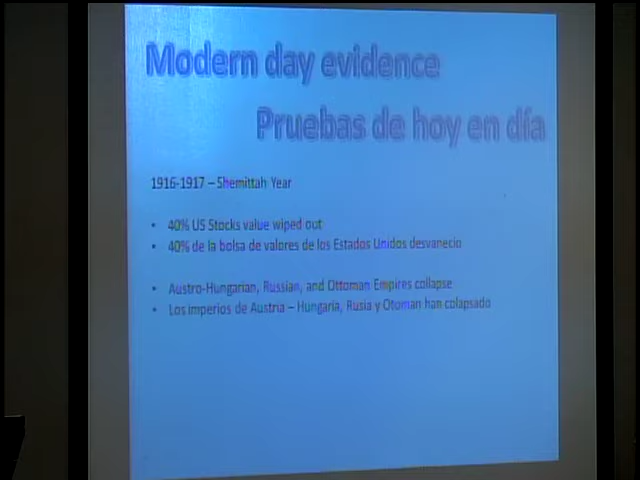 Modern day evidence
Pruebas de hoy en día
1916-1917 – Shemittah Year
• 40% US Stocks value wiped out
• 40% de la bolsa de valores de los Estados Unidos desvanecio
• Austro-Hungarian, Russian, and Ottoman Empires collapse
• Los imperios de Austria – Hungaria, Rusia y Otoman han colapsado